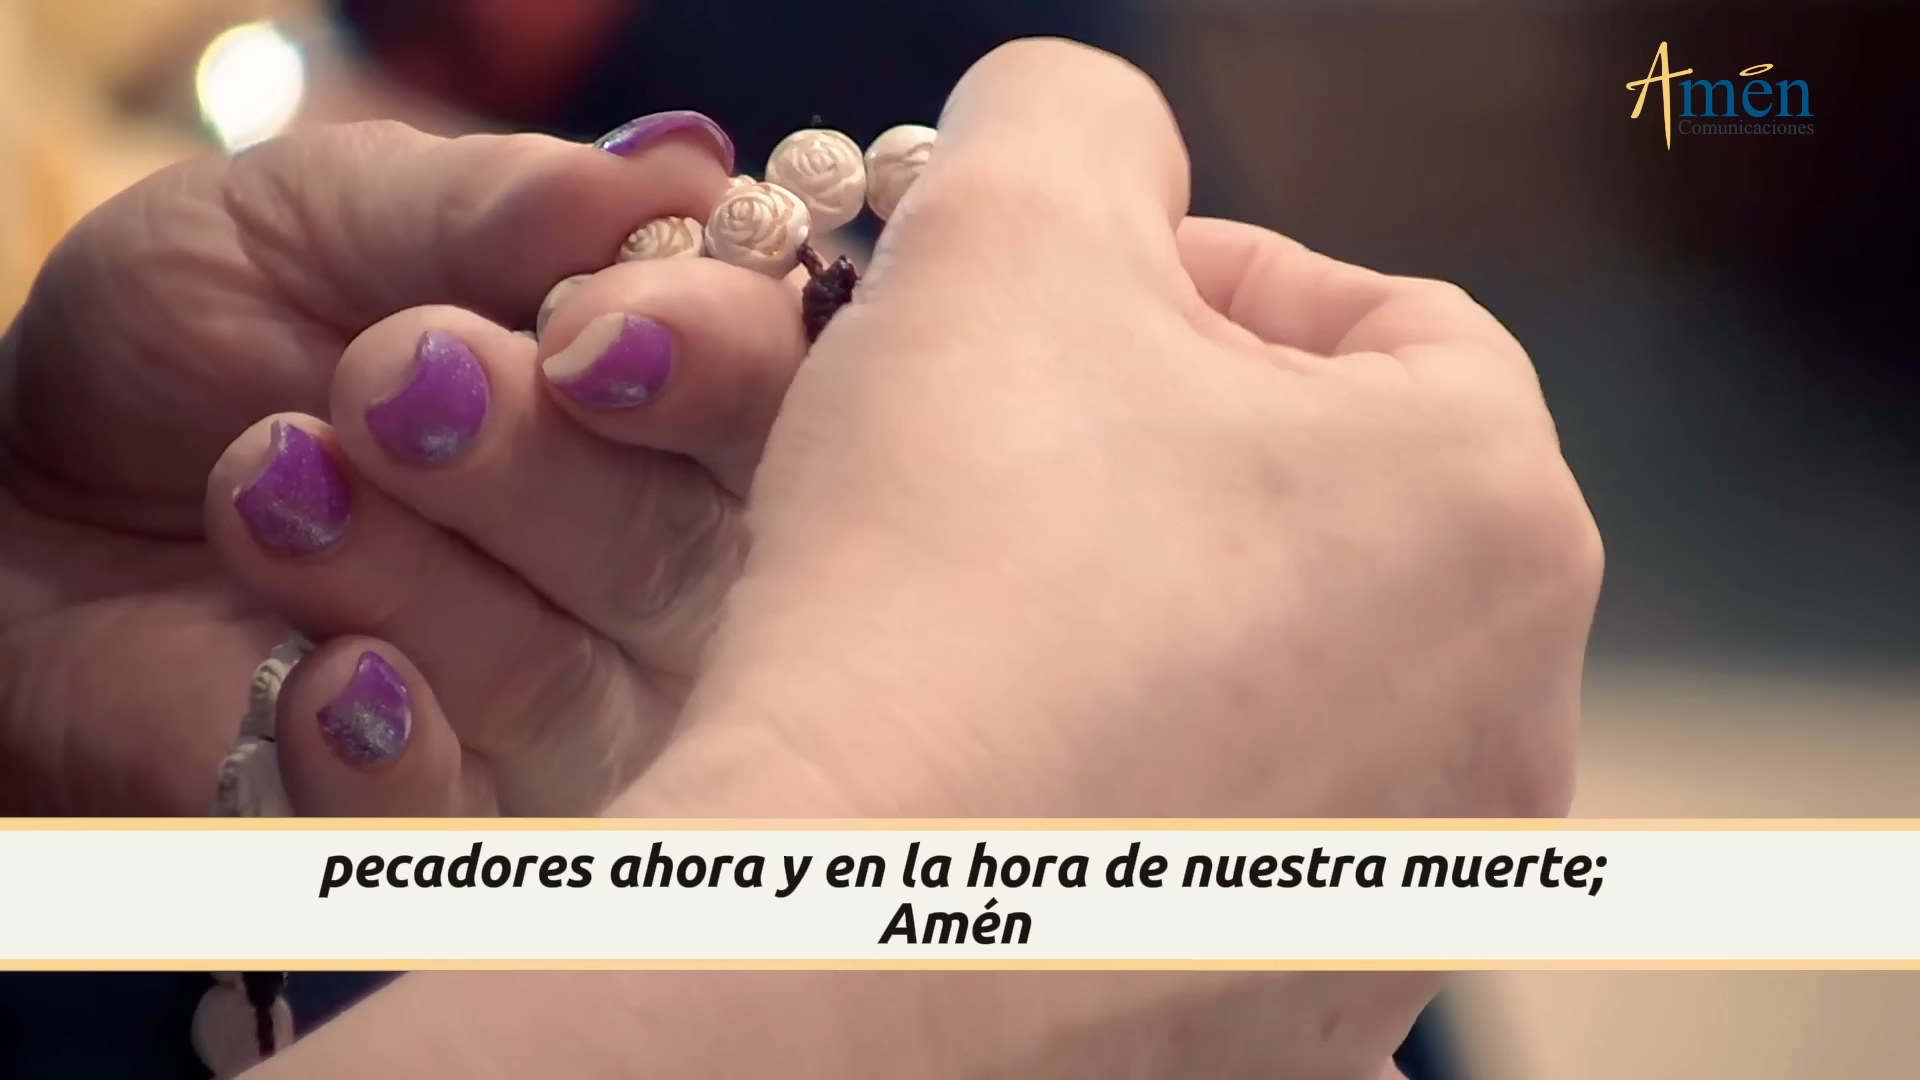 Amén
Comunicaciones
pecadores ahora y en la hora de nuestra muerte;
Amén